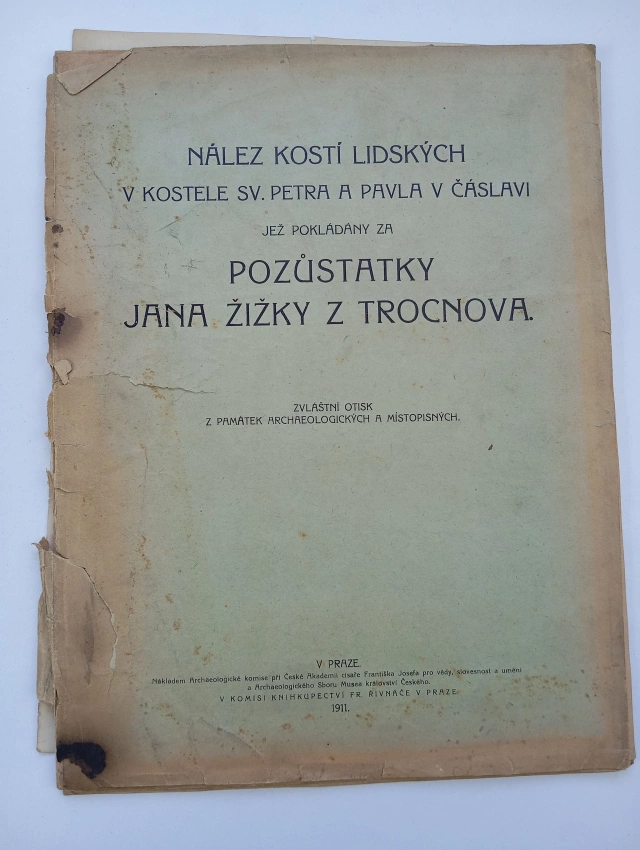 NÁLEZ KOSTÍ LIDSKÝCH
V KOSTELE SV. PETRA A PAVLA V ČÁSLAVI
JEŽ POKLÁDÁNY ZA
POZŮSTATKY
JANA ŽIŽKY Z TROCNOVA.
ZVLÁŠTNÍ OTISK
Z PAMÁTEK ARCHAEOLOGICKÝCH A MÍSTOPISNÝCH.
V PRAZE.
Nákladem Archaeologické komise při České Akademii císaře Františka Josefa pro vědy, slovesnost a umění
a Archaeologického Sboru Musea království Českého.
V KOMISI KNIHKUPECTVÍ FR. ŘIVNÁČE V PRAZE.
1911.